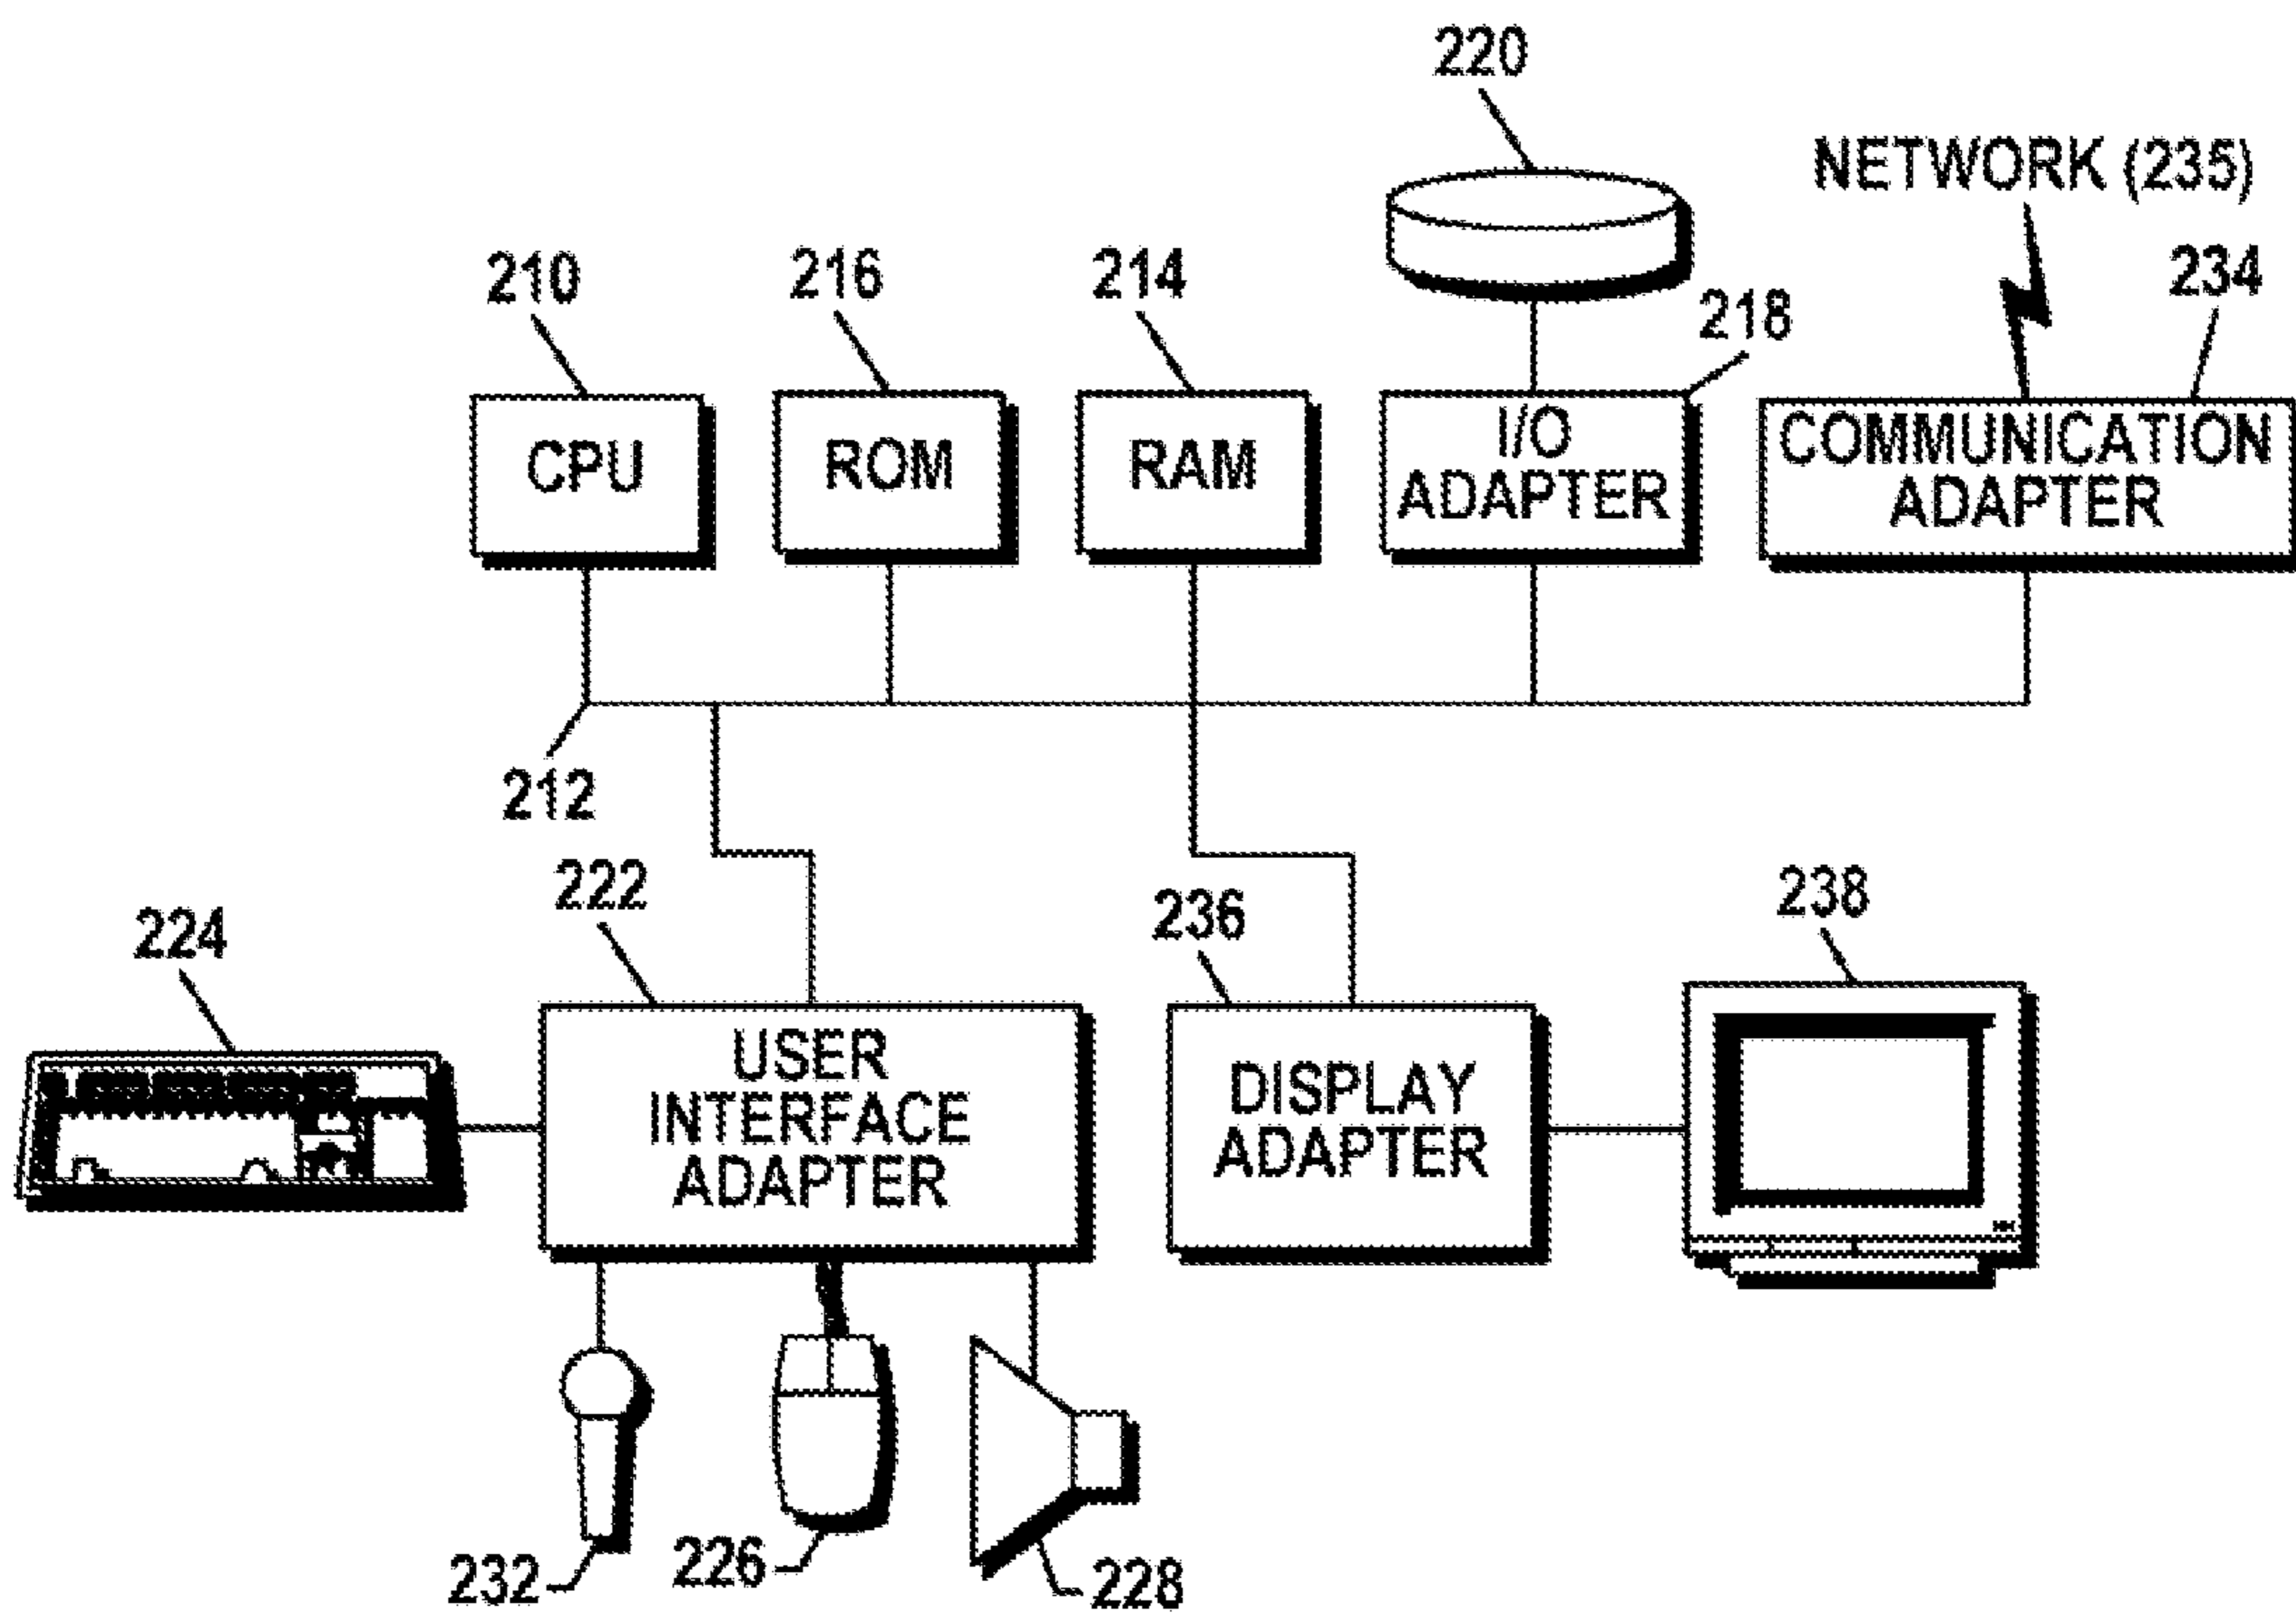 220
NETWORK (235)
210
216
214
218
234
CPU
ROM
RAM
I/O
ADAPTER
COMMUNICATION
ADAPTER
212
222
224
236
238
USER
INTERFACE
ADAPTER
DISPLAY
ADAPTER
232
226
228